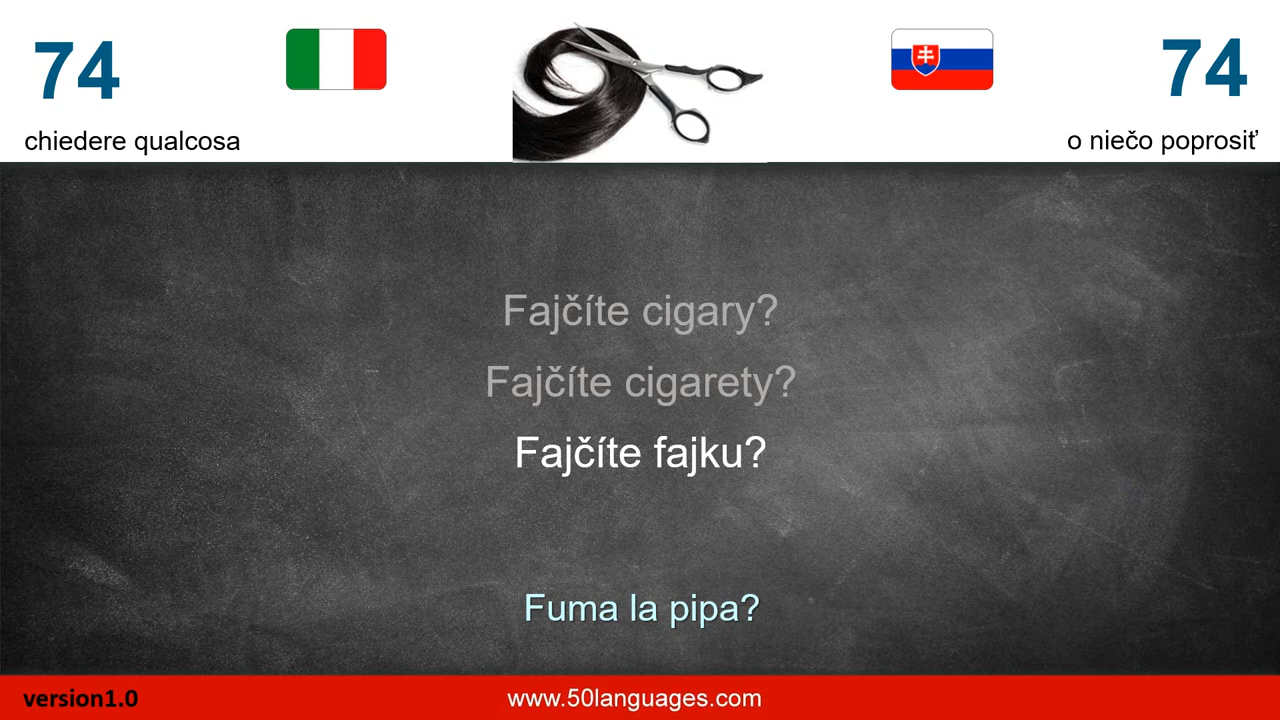 74
74
chiedere qualcosa
o niečo poprosiť
Fajčíte cigary?
Fajčíte cigarety?
Fajčíte fajku?
Fuma la pipa?
version1.0
www.50languages.com